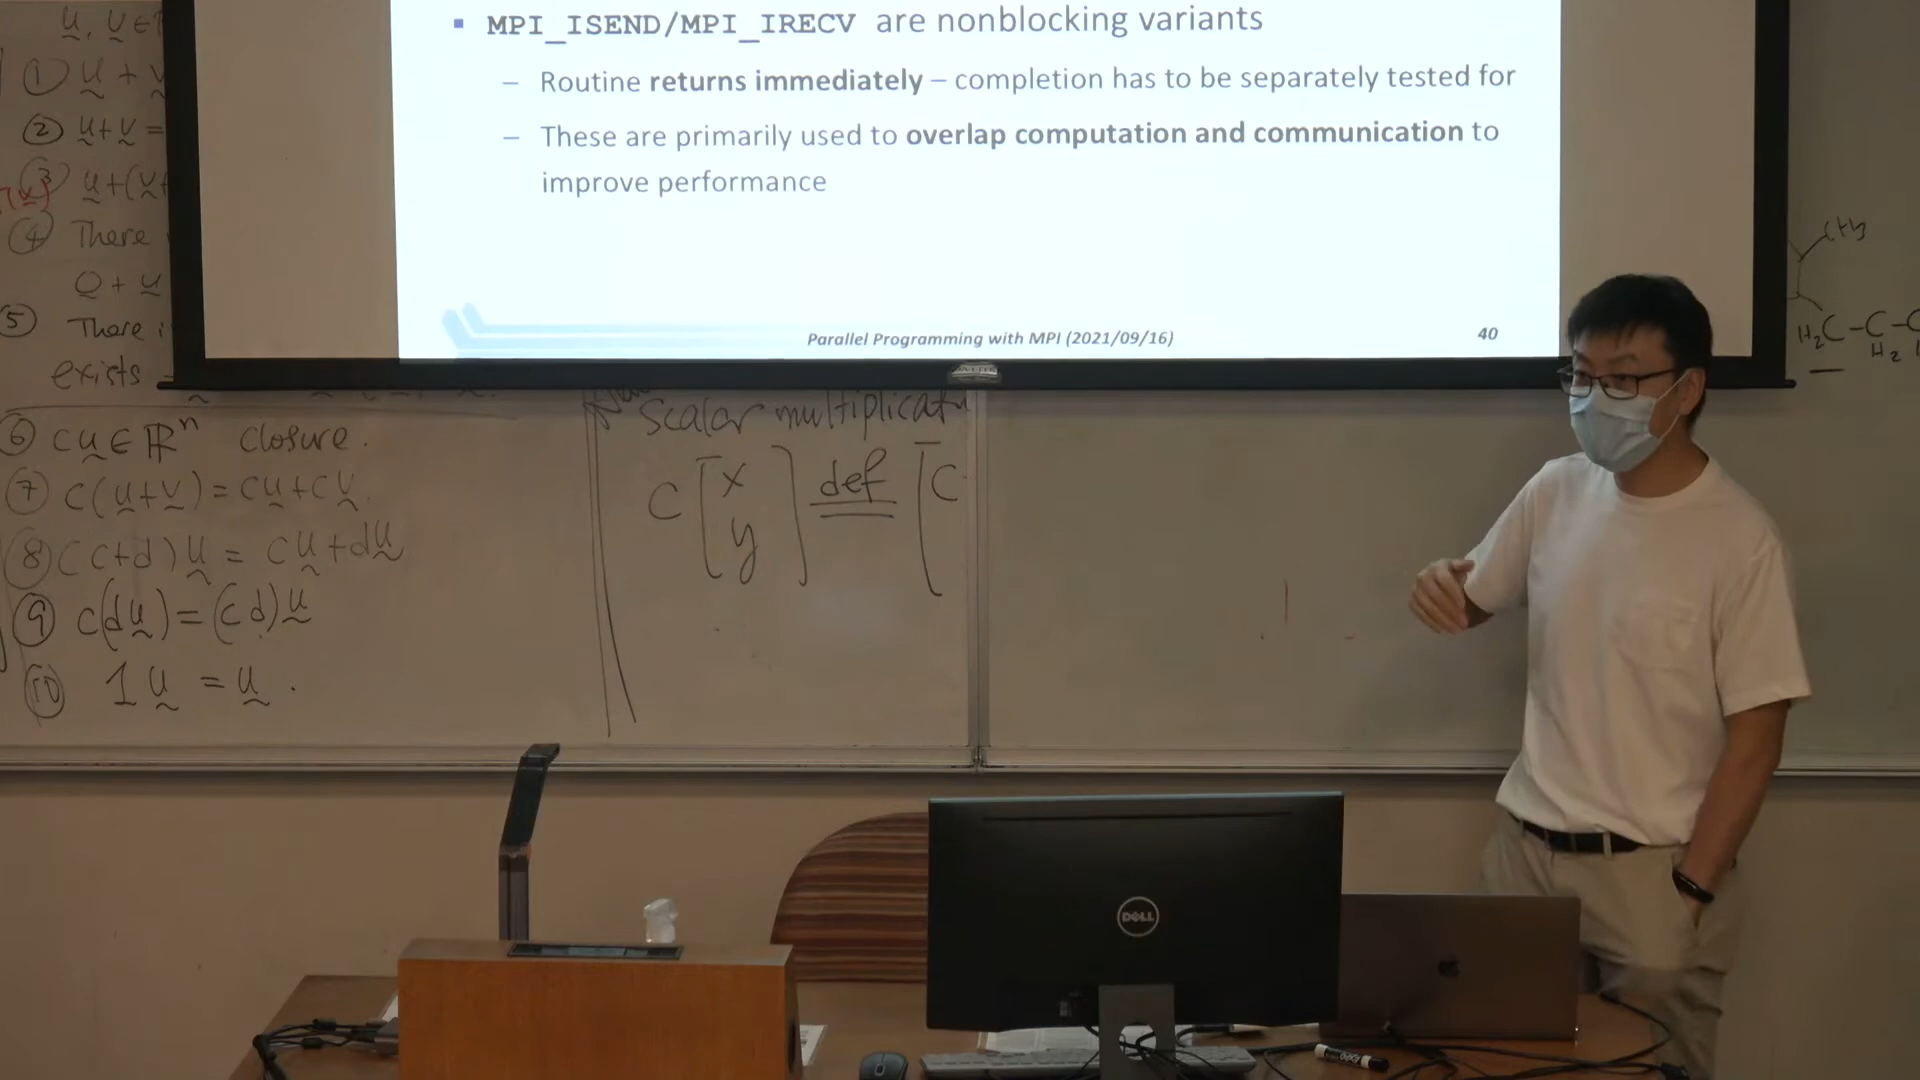 ▪ MPI_ISEND/MPI_IRECV are nonblocking variants
– Routine returns immediately – completion has to be separately tested for
– These are primarily used to overlap computation and communication to
improve performance
Parallel Programming with MPI (2021/09/16)
40
u, v ∈
① u +
② u + v =
③ u + (v +
④ There
0 + u
⑤ There i
exists
⑥ cu ∈ ℝⁿ closure.
⑦ c(u+v) = cu+cv.
⑧ (c+d)u = cu+du
⑨ c(du) = (cd)u
⑩ 1u = u.
scalar multiplicat
c [x def [c
y]
CH3
H₂C-C-C
H₂
DELL
EXPO